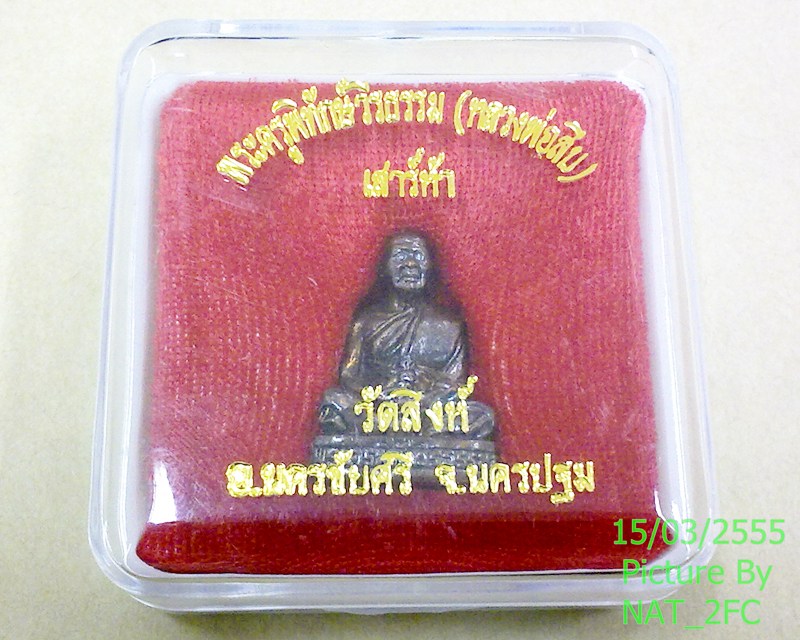 พระครูพิทักษ์วีรธรรม (หลวงพ่อสืบ)
เสาร์ห้า
วัดสิงห์
อ.นครชัยศรี จ.นครปฐม
15/03/2555
Picture By
NAT_2FC